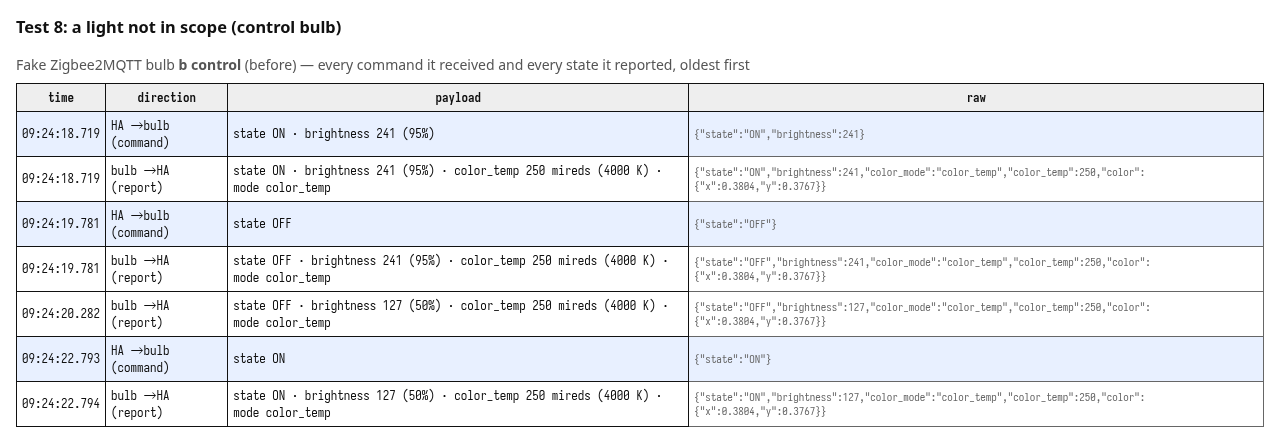 Test 8: a light not in scope (control bulb)
Fake Zigbee2MQTT bulb b control (before) — every command it received and every state it reported, oldest first
time direction payload raw
09:24:18.719 HA →bulb (command) state ON · brightness 241 (95%) {"state":"ON","brightness":241}
09:24:18.719 bulb →HA (report) state ON · brightness 241 (95%) · color_temp 250 mireds (4000 K) · mode color_temp {"state":"ON","brightness":241,"color_mode":"color_temp","color_temp":250,"color":{"x":0.3804,"y":0.3767}}
09:24:19.781 HA →bulb (command) state OFF {"state":"OFF"}
09:24:19.781 bulb →HA (report) state OFF · brightness 241 (95%) · color_temp 250 mireds (4000 K) · mode color_temp {"state":"OFF","brightness":241,"color_mode":"color_temp","color_temp":250,"color":{"x":0.3804,"y":0.3767}}
09:24:20.282 bulb →HA (report) state OFF · brightness 127 (50%) · color_temp 250 mireds (4000 K) · mode color_temp {"state":"OFF","brightness":127,"color_mode":"color_temp","color_temp":250,"color":{"x":0.3804,"y":0.3767}}
09:24:22.793 HA →bulb (command) state ON {"state":"ON"}
09:24:22.794 bulb →HA (report) state ON · brightness 127 (50%) · color_temp 250 mireds (4000 K) · mode color_temp {"state":"ON","brightness":127,"color_mode":"color_temp","color_temp":250,"color":{"x":0.3804,"y":0.3767}}